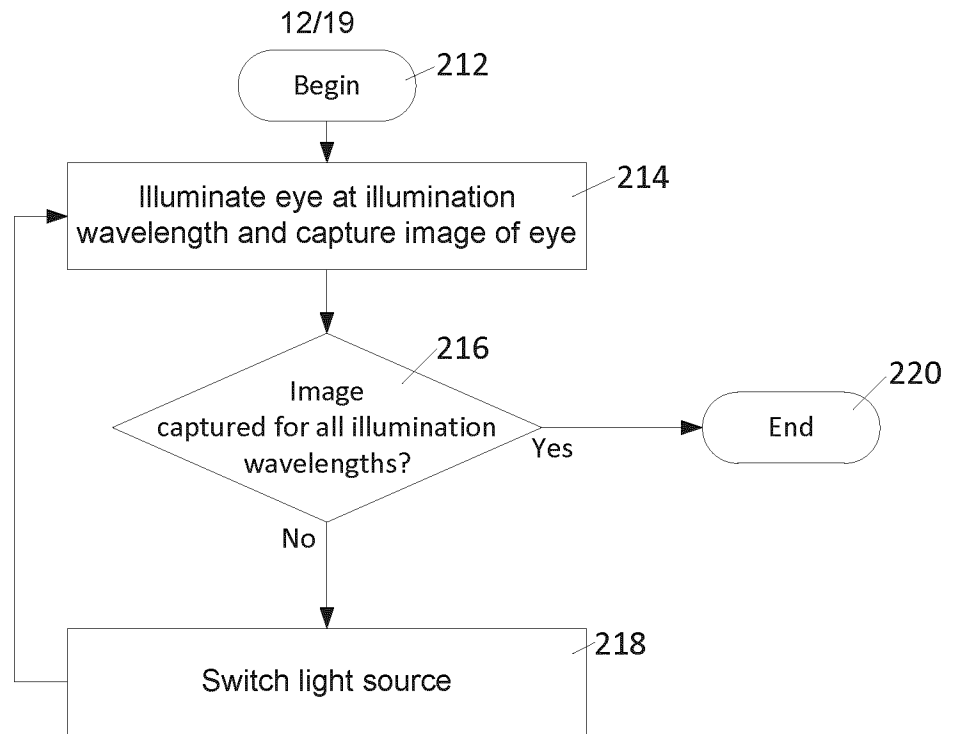 12/19
Begin
212
Illuminate eye at illumination
wavelength and capture image of eye
214
Image
captured for all illumination
wavelengths?
216
Yes
End
220
No
Switch light source
218